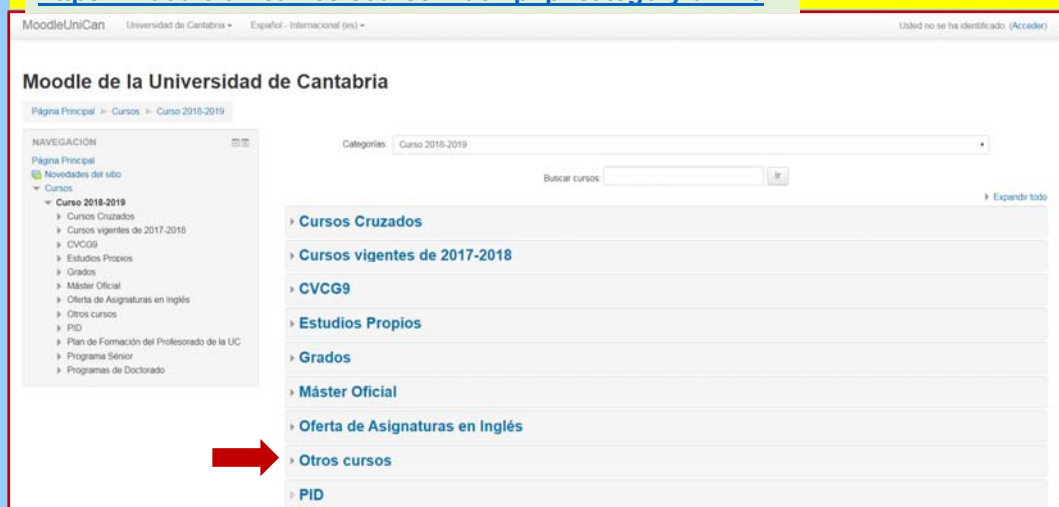 MoodleUniCan Universidad de Cantabria Español - Internacional (es) Usted no se ha identificado. (Acceder)
Moodle de la Universidad de Cantabria
Página Principal Cursos Curso 2018-2019
NAVEGACIÓN
Página Principal
Novedades del sitio
Cursos
Curso 2018-2019
Cursos Cruzados
Cursos vigentes de 2017-2018
CVCG9
Estudios Propios
Grados
Máster Oficial
Oferta de Asignaturas en Inglés
Otros cursos
PID
Plan de Formación del Profesorado de la UC
Programa Sénior
Programas de Doctorado
Categorías: Curso 2018-2019
Buscar cursos: Ir
Expandir todo
Cursos Cruzados
Cursos vigentes de 2017-2018
CVCG9
Estudios Propios
Grados
Máster Oficial
Oferta de Asignaturas en Inglés
Otros cursos
PID